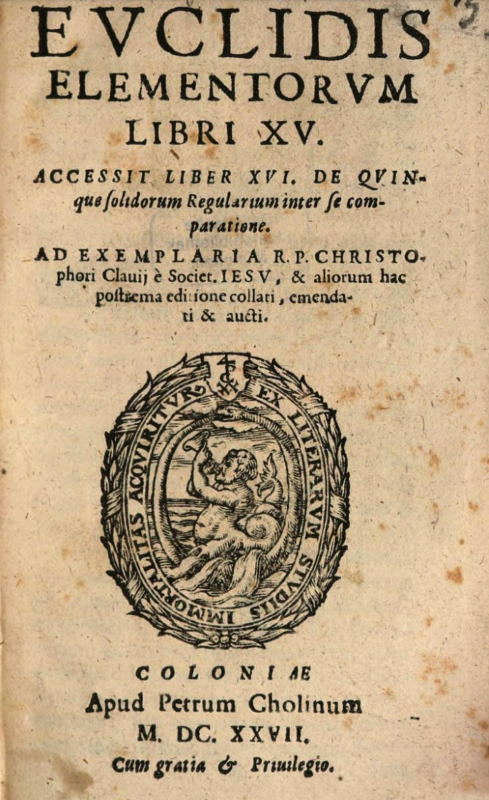 EVCLIDIS
ELEMENTORVM
LIBRI XV.
ACCESSIT LIBER XVI. DE QVIN-
que solidorum Regularium inter se com-
paratione.
AD EXEMPLARIA R. P. CHRISTO-
phori Clauij è Societ. IESV, & aliorum hac
postrema editione collati, emenda-
ti & aucti.
EX LITERARVM STVDIIS IMMORTALITAS ACQVIRITVR
COLONIAE
Apud Petrum Cholinum
M. DC. XXVII.
Cum gratia & Priuilegio.